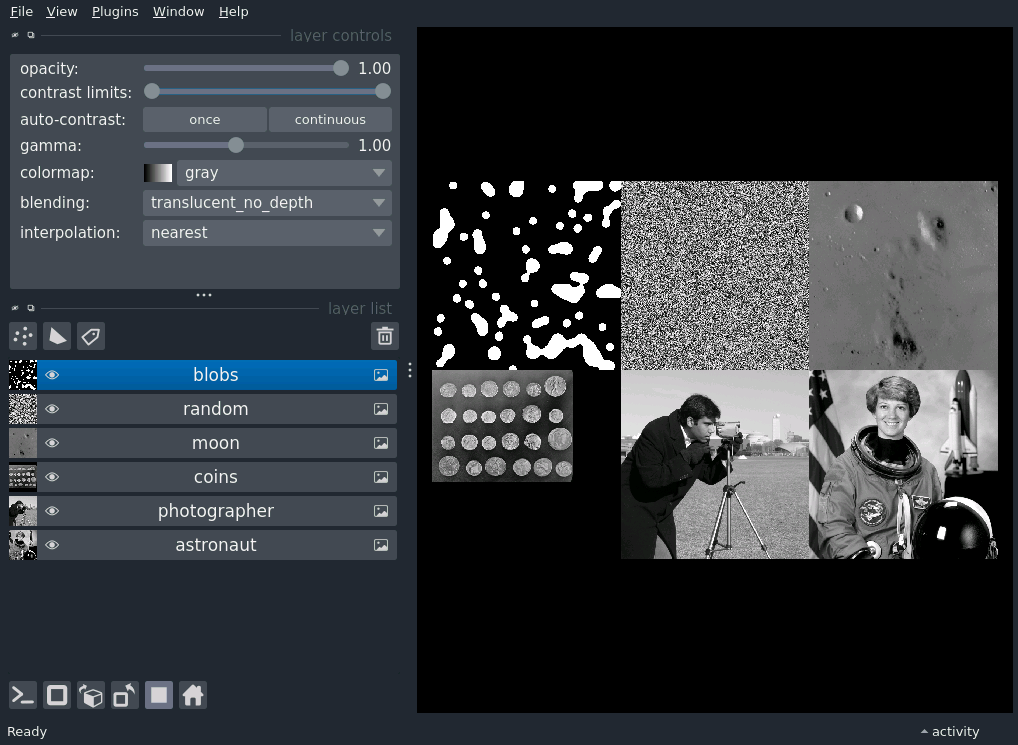 File View Plugins Window Help
layer controls
opacity: 1.00
contrast limits:
auto-contrast: once continuous
gamma: 1.00
colormap: gray
blending: translucent_no_depth
interpolation: nearest
layer list
blobs
random
moon
coins
photographer
astronaut
Ready activity